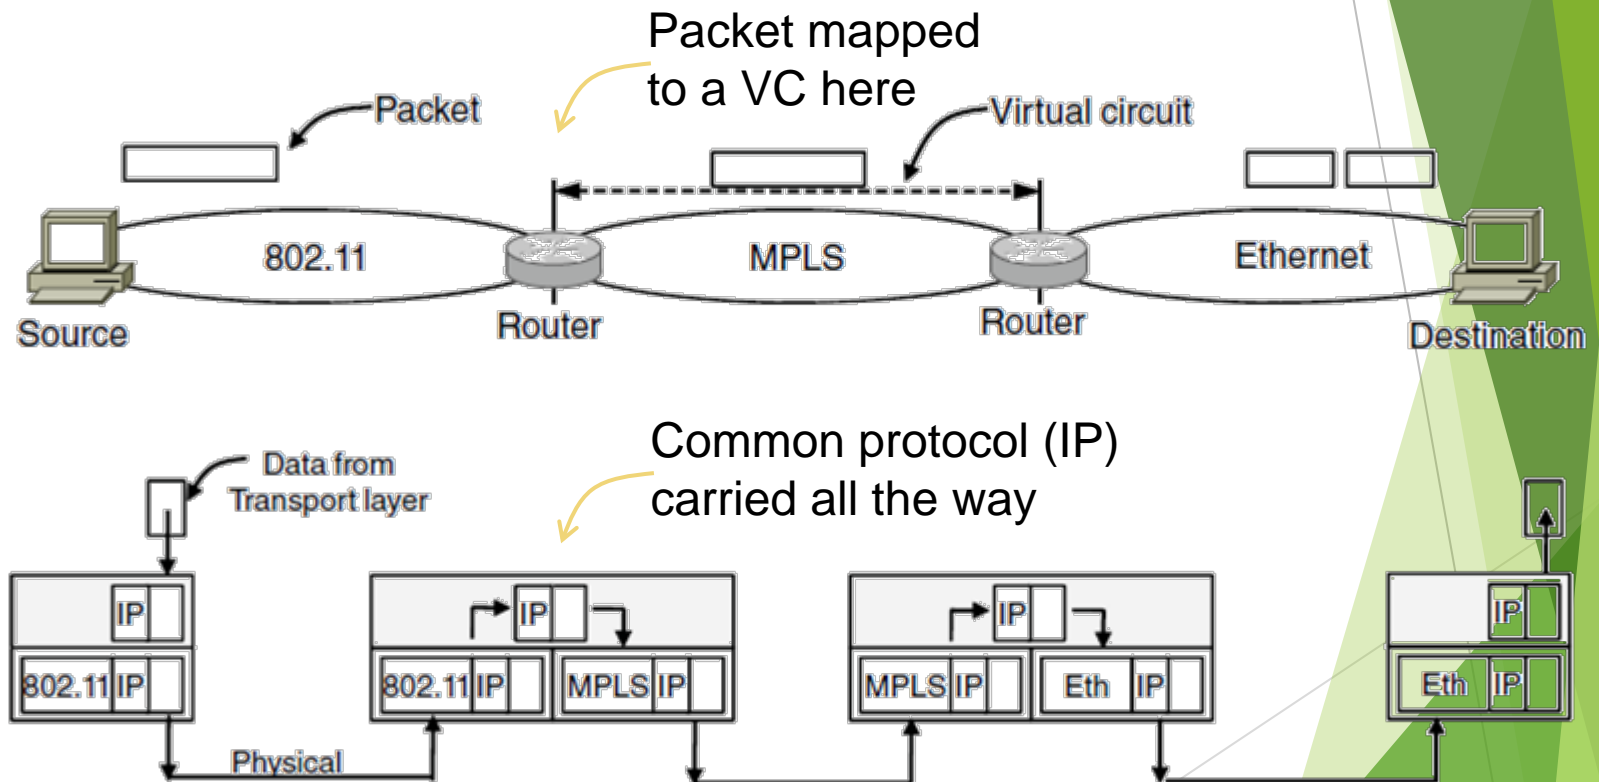 Packet mapped
to a VC here
Packet
Virtual circuit
802.11
MPLS
Ethernet
Source
Router
Router
Destination
Common protocol (IP)
carried all the way
Data from
Transport layer
IP
IP
IP
IP
802.11 IP
802.11 IP
MPLS IP
MPLS IP
Eth IP
Eth IP
Physical